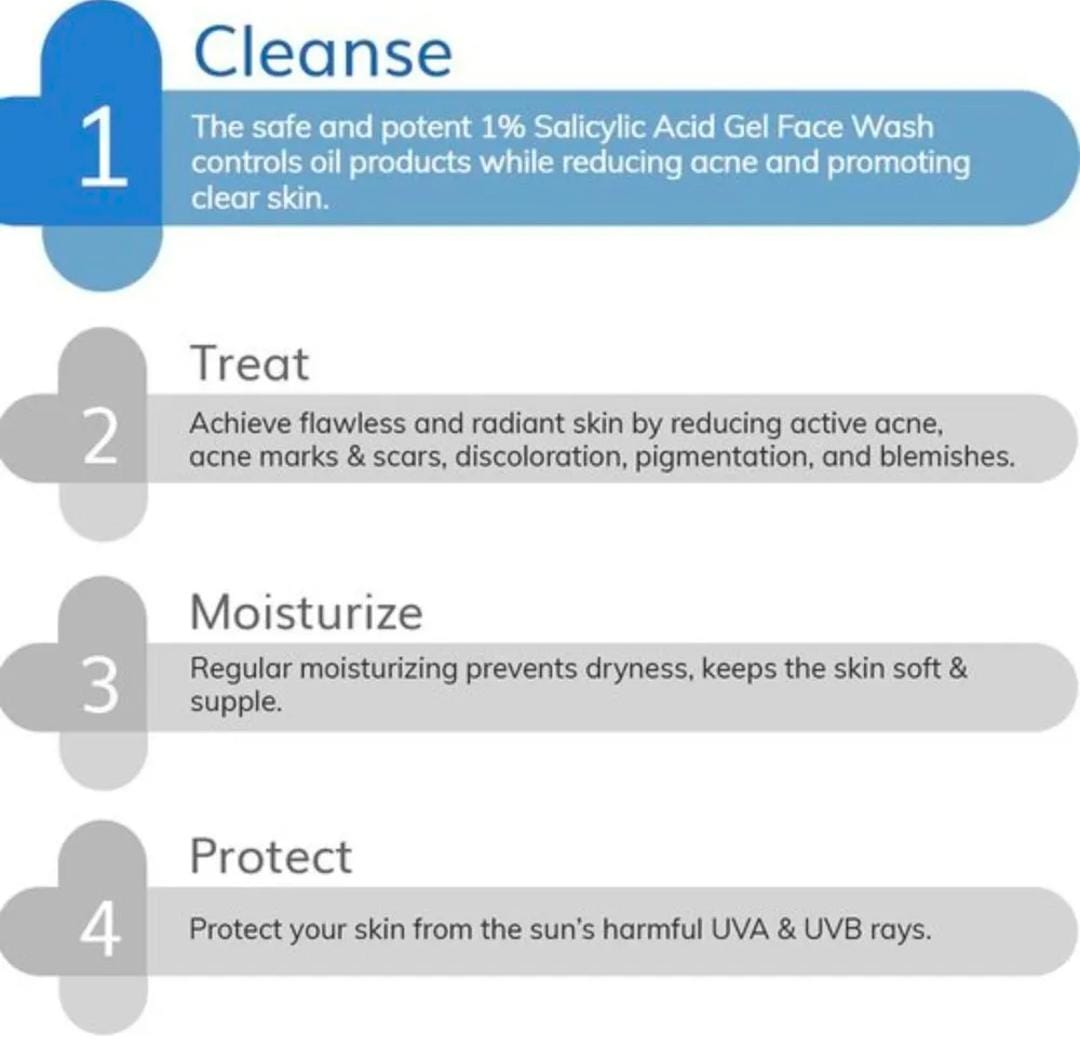 1
Cleanse
The safe and potent 1% Salicylic Acid Gel Face Wash
controls oil products while reducing acne and promoting
clear skin.
2
Treat
Achieve flawless and radiant skin by reducing active acne,
acne marks & scars, discoloration, pigmentation, and blemishes.
3
Moisturize
Regular moisturizing prevents dryness, keeps the skin soft &
supple.
4
Protect
Protect your skin from the sun's harmful UVA & UVB rays.